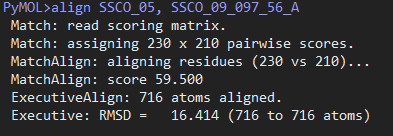 PyMOL>align SSCO_05, SSCO_09_097_56_A
Match: read scoring matrix.
Match: assigning 230 x 210 pairwise scores.
MatchAlign: aligning residues (230 vs 210)...
MatchAlign: score 59.500
ExecutiveAlign: 716 atoms aligned.
Executive: RMSD =   16.414 (716 to 716 atoms)